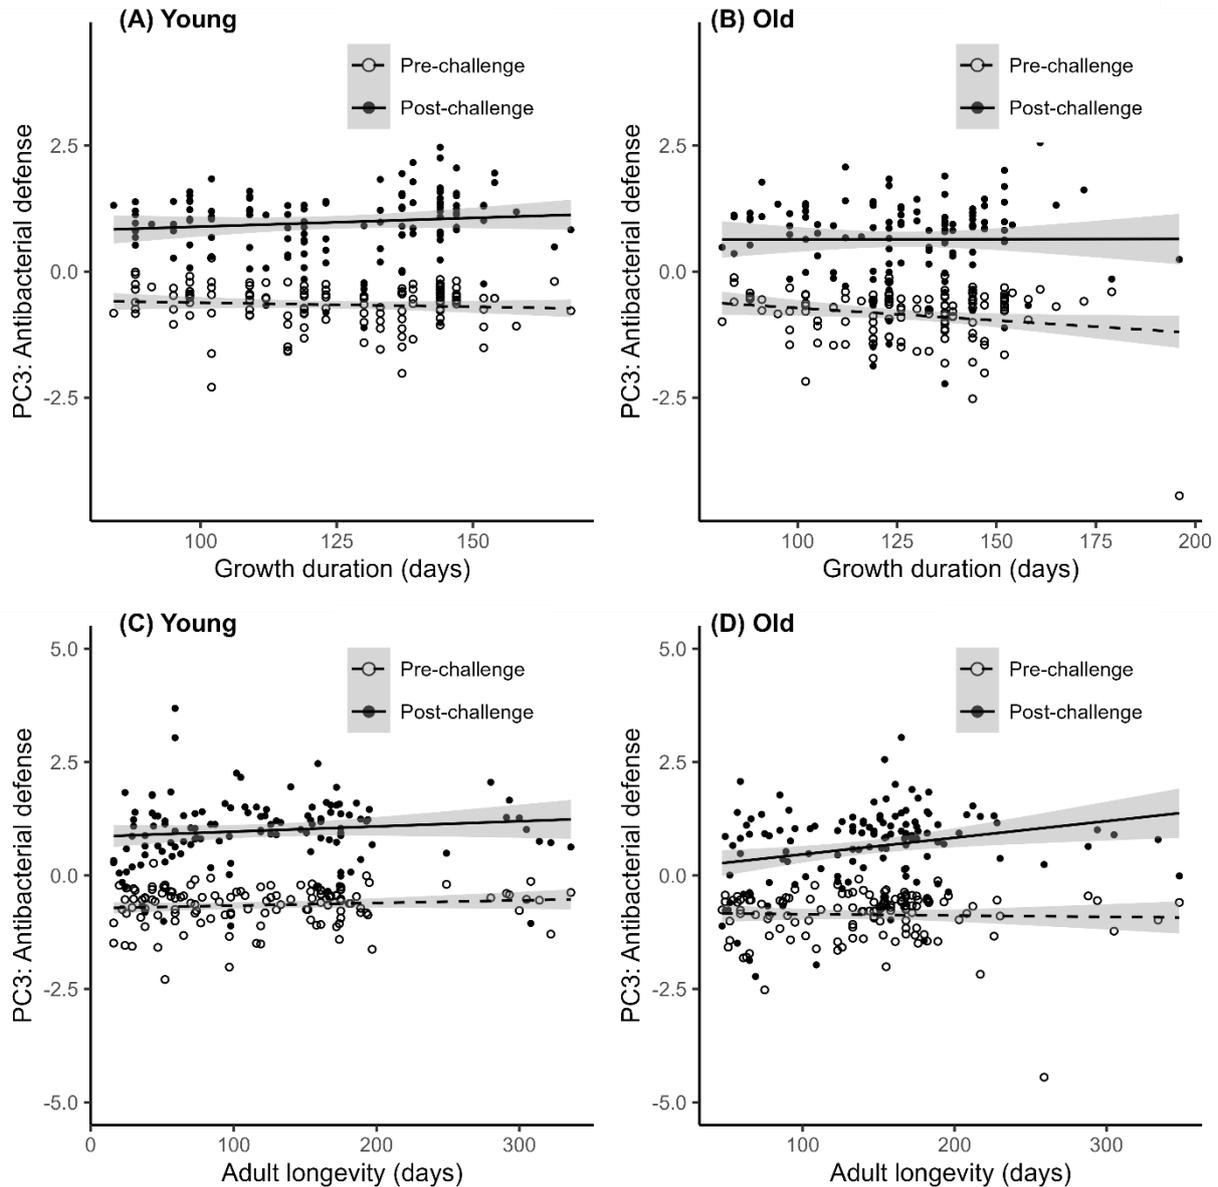 (A) Young
Pre-challenge
Post-challenge
2.5
0.0
-2.5
PC3: Antibacterial defense
100
125
150
Growth duration (days)
(B) Old
Pre-challenge
Post-challenge
2.5
0.0
-2.5
PC3: Antibacterial defense
100
125
150
175
200
Growth duration (days)
(C) Young
Pre-challenge
Post-challenge
5.0
2.5
0.0
-2.5
-5.0
PC3: Antibacterial defense
0
100
200
300
Adult longevity (days)
(D) Old
Pre-challenge
Post-challenge
5.0
2.5
0.0
-2.5
-5.0
PC3: Antibacterial defense
100
200
300
Adult longevity (days)